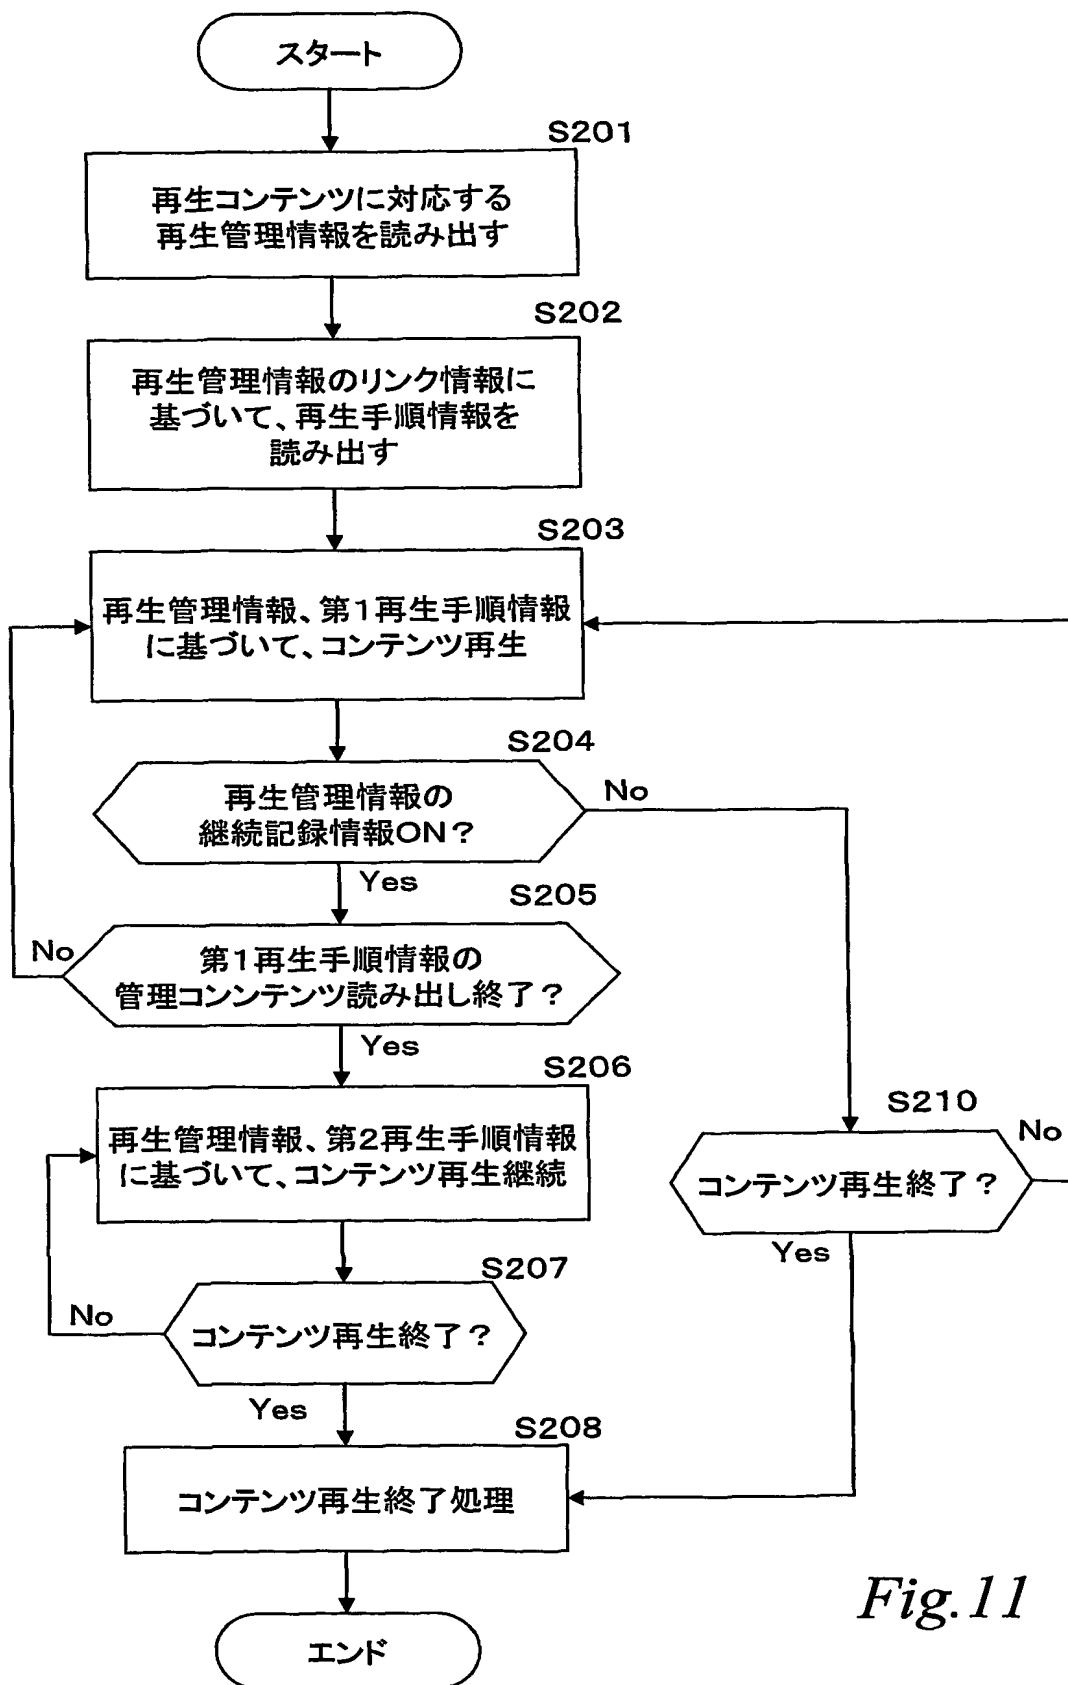 スタート
S201
再生コンテンツに対応する
再生管理情報を読み出す
S202
再生管理情報のリンク情報に
基づいて、再生手順情報を
読み出す
S203
再生管理情報、第1再生手順情報
に基づいて、コンテンツ再生
S204
再生管理情報の
継続記録情報ON?
No
Yes
S205
第1再生手順情報の
管理コンンテンツ読み出し終了?
No
Yes
S206
再生管理情報、第2再生手順情報
に基づいて、コンテンツ再生継続
S210
コンテンツ再生終了?
No
Yes
S207
コンテンツ再生終了?
No
Yes
S208
コンテンツ再生終了処理
エンド
Fig.11